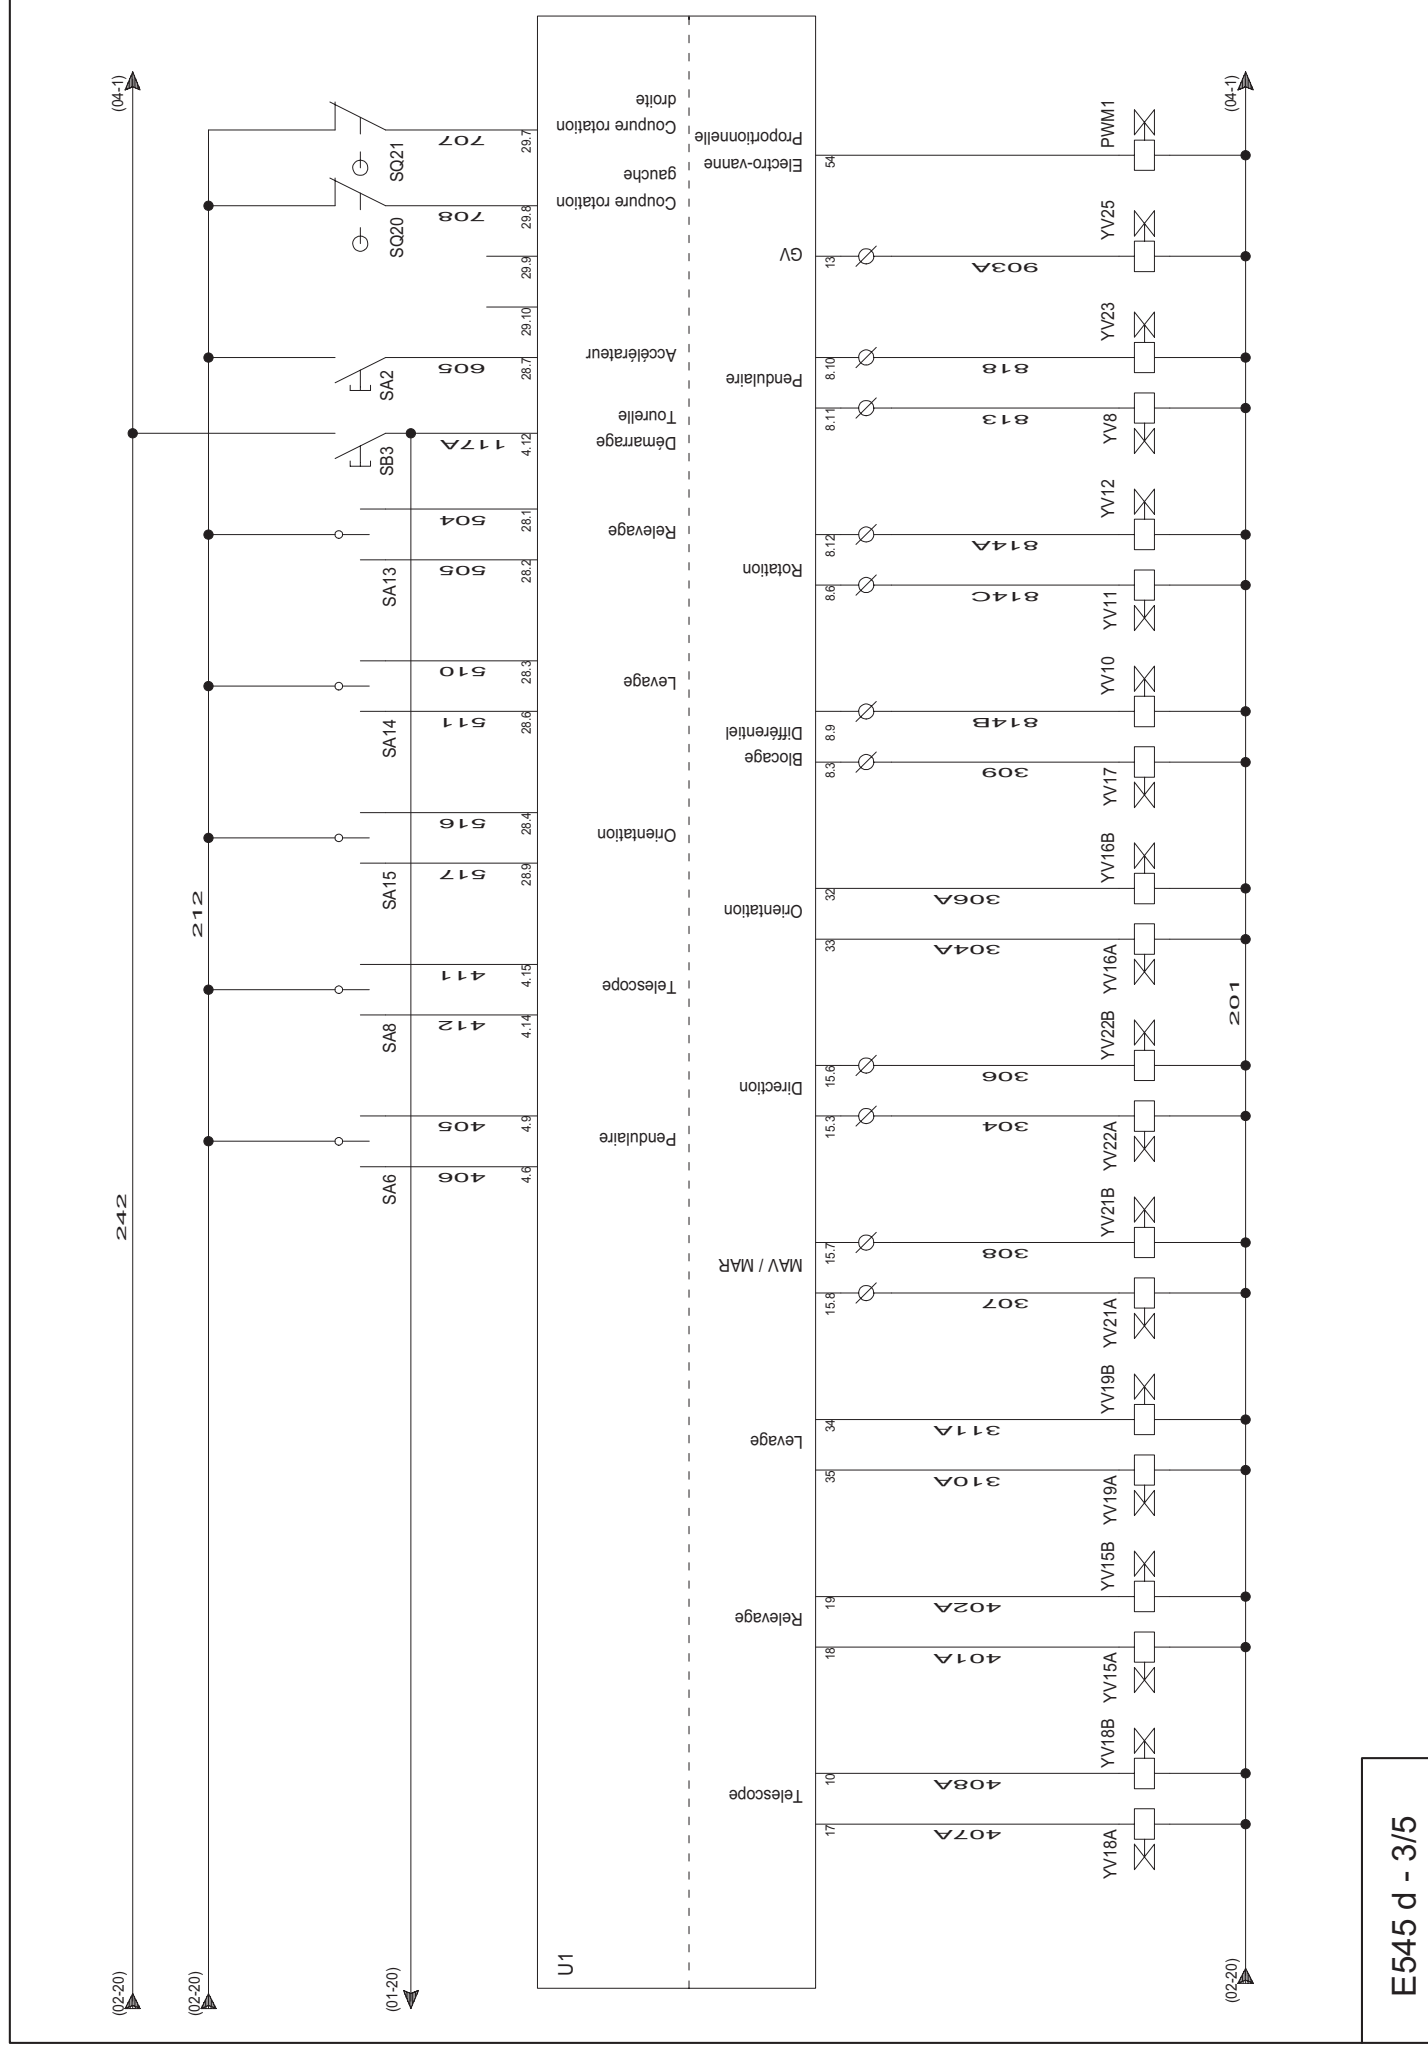 (02-20)
242
(04-1)
(02-20)
212
(01-20)
SA6
SA8
SA15
SA14
SA13
SB3
SA2
SQ20
SQ21
406
405
412
411
517
516
511
510
505
504
117A
605
708
707
4.6
4.9
4.14
4.15
28.9
28.4
28.6
28.3
28.2
28.1
4.12
28.7
29.10
29.9
29.8
29.7
U1
Pendulaire
Telescope
Orientation
Levage
Relevage
Démarrage
Tourelle
Accélérateur
Coupure rotation
gauche
Coupure rotation
droite
Telescope
Relevage
Levage
MAV / MAR
Direction
Orientation
Blocage
Différentiel
Rotation
Pendulaire
GV
Electro-vanne
Proportionnelle
17
10
18
19
35
34
15.8
15.7
15.3
15.6
33
32
8.3
8.9
8.6
8.12
8.11
8.10
13
54
407A
408A
401A
402A
310A
311A
307
308
304
306
304A
306A
309
814B
814C
814A
813
818
903A
YV18A
YV18B
YV15A
YV15B
YV19A
YV19B
YV21A
YV21B
YV22A
YV22B
YV16A
YV16B
YV17
YV10
YV11
YV12
YV8
YV23
YV25
PWM1
(02-20)
201
(04-1)
E545 d - 3/5